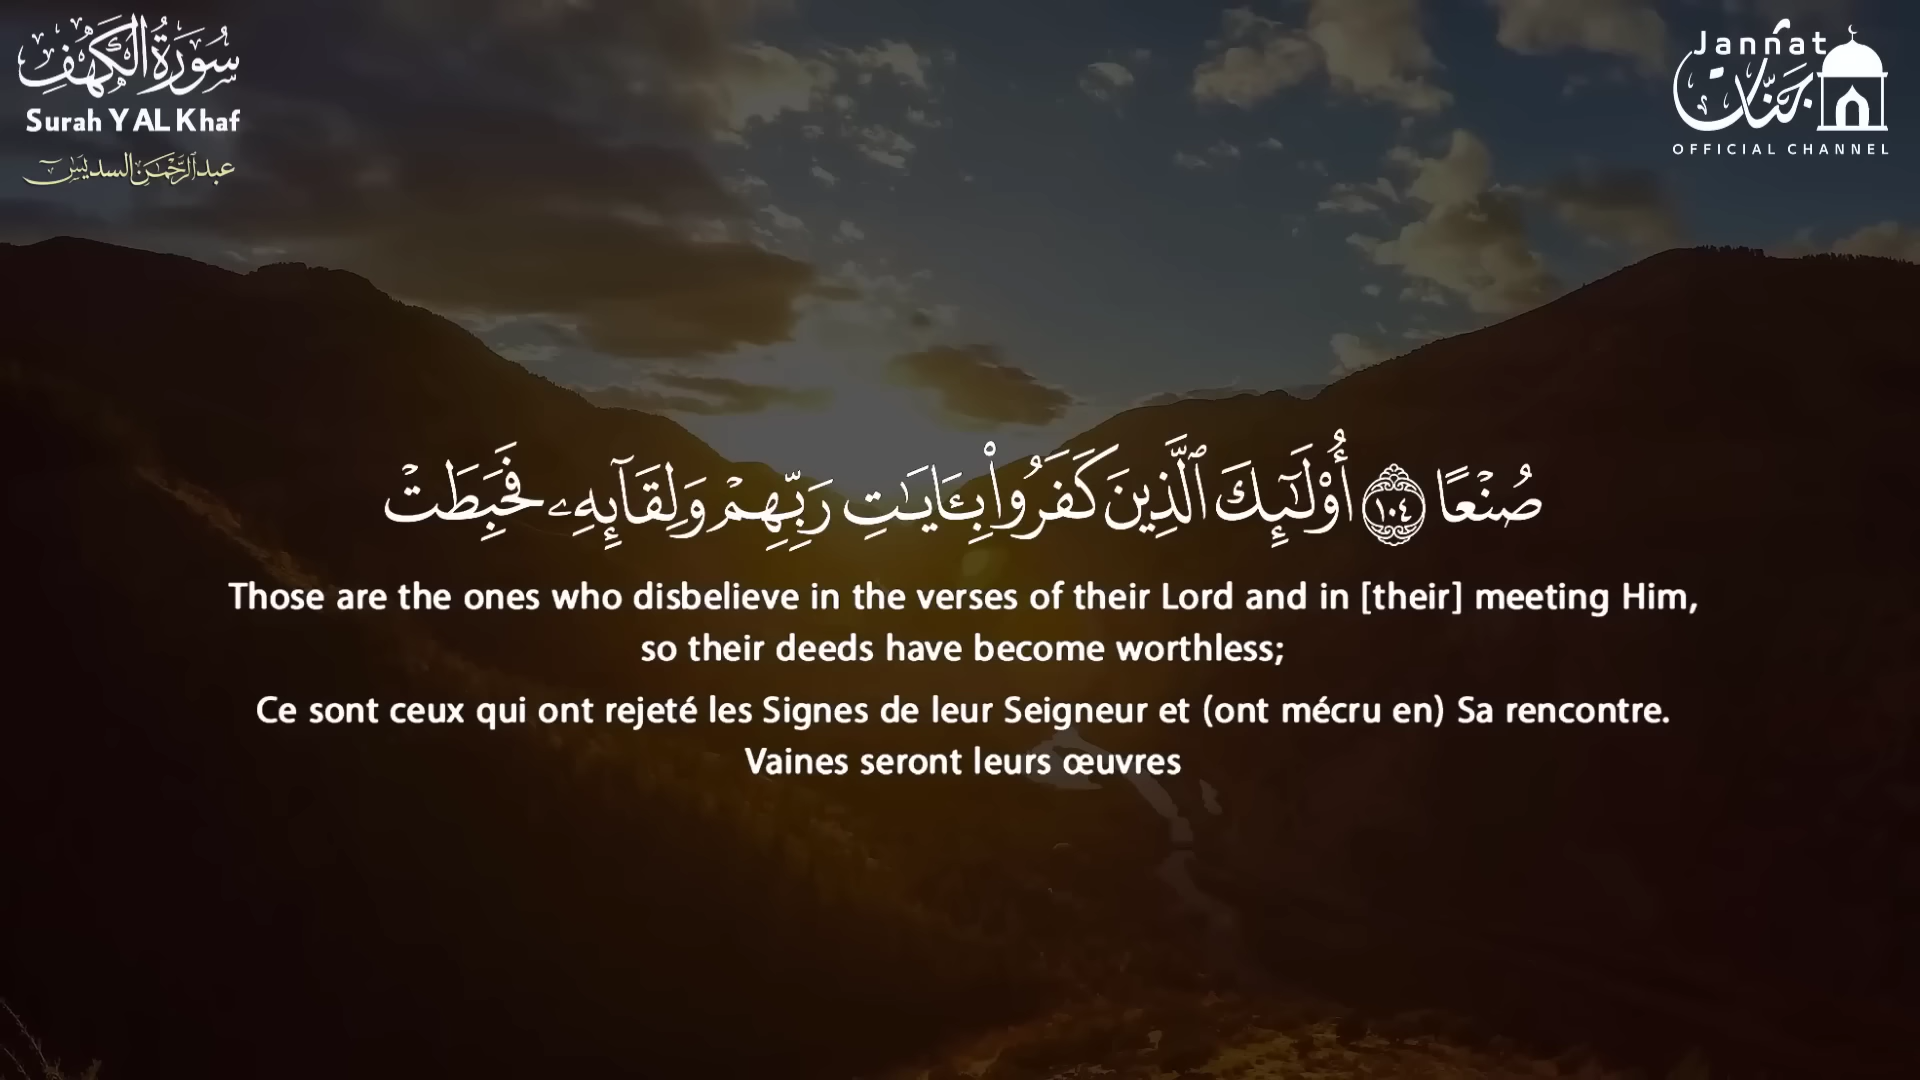 سُورَةُ الكَهْفِ
Surah Y AL Khaf
عبد الرَّحْمَٰن السديس
Jannat
جَنَّات
OFFICIAL CHANNEL
صُنْعًا ١٠٤ أُو۟لَٰٓئِكَ ٱلَّذِينَ كَفَرُوا۟ بِـَٔايَٰتِ رَبِّهِمْ وَلِقَآئِهِۦ فَحَبِطَتْ
Those are the ones who disbelieve in the verses of their Lord and in [their] meeting Him,
so their deeds have become worthless;
Ce sont ceux qui ont rejeté les Signes de leur Seigneur et (ont mécru en) Sa rencontre.
Vaines seront leurs œuvres